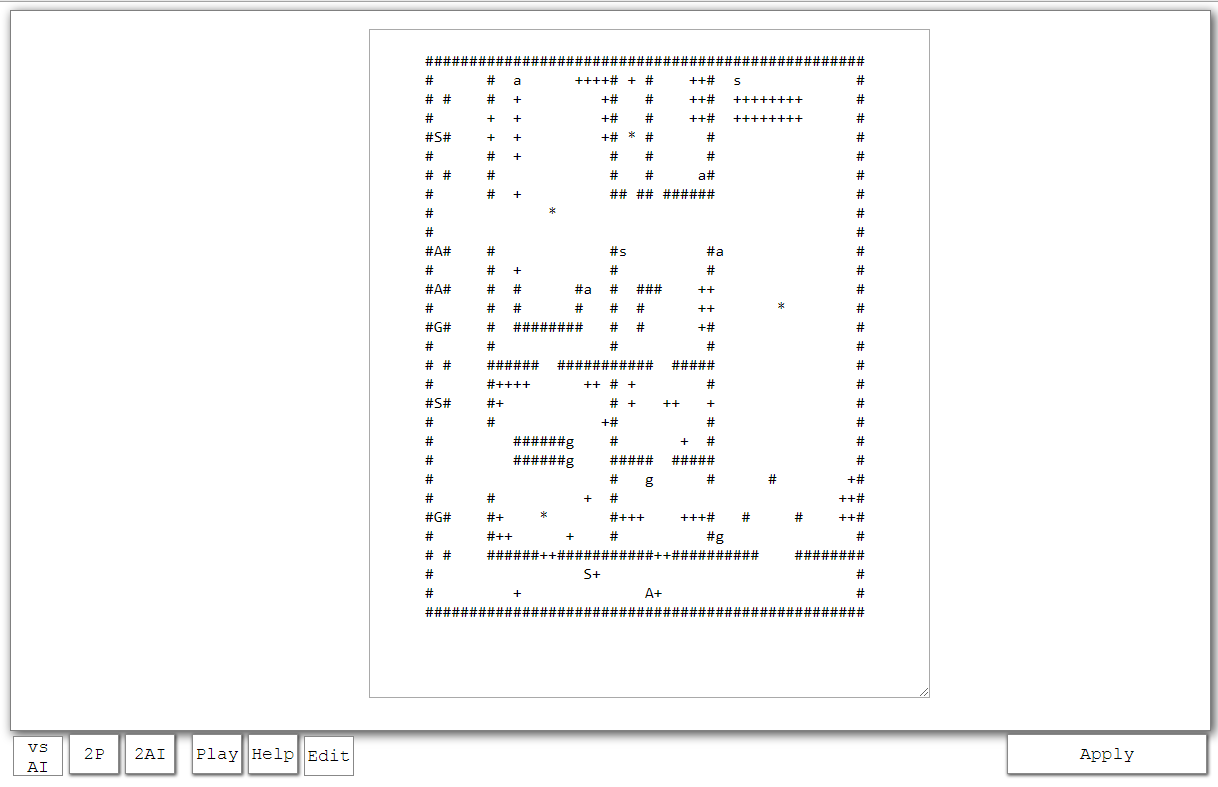 ##################################################
#      #  a      ++++# + #    ++#  s             #
# #    #  +         +#   #    ++#  ++++++++      #
#      +  +         +#   #    ++#  ++++++++      #
#S#    +  +         +# * #      #                #
#      #  +          #   #      #                #
# #    #             #   #     a#                #
#      #  +          ## ## ######                #
#             *                                  #
#                                                #
#A#    #             #s         #a               #
#      #  +          #          #                #
#A#    #  #      #a  #  ###    ++                #
#      #  #      #   #  #      ++       *        #
#G#    #  ########   #  #      +#                #
#      #             #          #                #
# #    ######  ###########  #####                #
#      #++++      ++ # +        #                #
#S#    #+            # +   ++   +                #
#      #            +#          #                #
#         ######g    #       +  #                #
#         ######g    #####  #####                #
#                    #   g      #      #        +#
#      #          +  #                         ++#
#G#    #+    *       #+++    +++#   #     #    ++#
#      #++      +    #          #g               #
# #    ######++###########++##########    ########
#                 S+                             #
#         +              A+                      #
##################################################
vs AI
2P
2AI
Play
Help
Edit
Apply